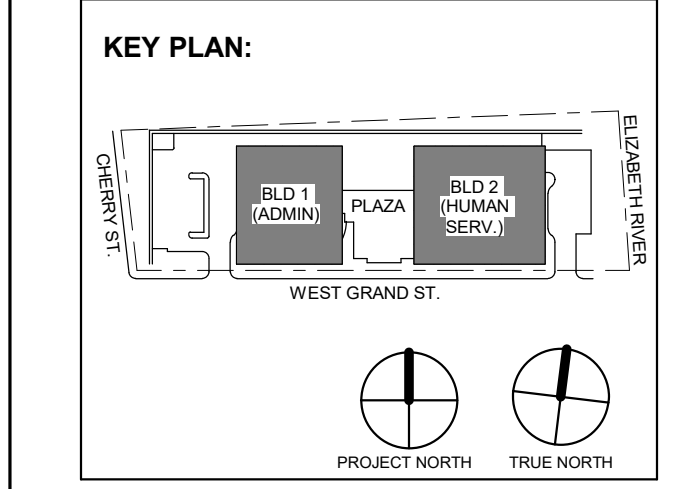 KEY PLAN:
CHERRY ST.
BLD 1
(ADMIN)
PLAZA
BLD 2
(HUMAN
SERV.)
ELIZABETH RIVER
WEST GRAND ST.
PROJECT NORTH
TRUE NORTH